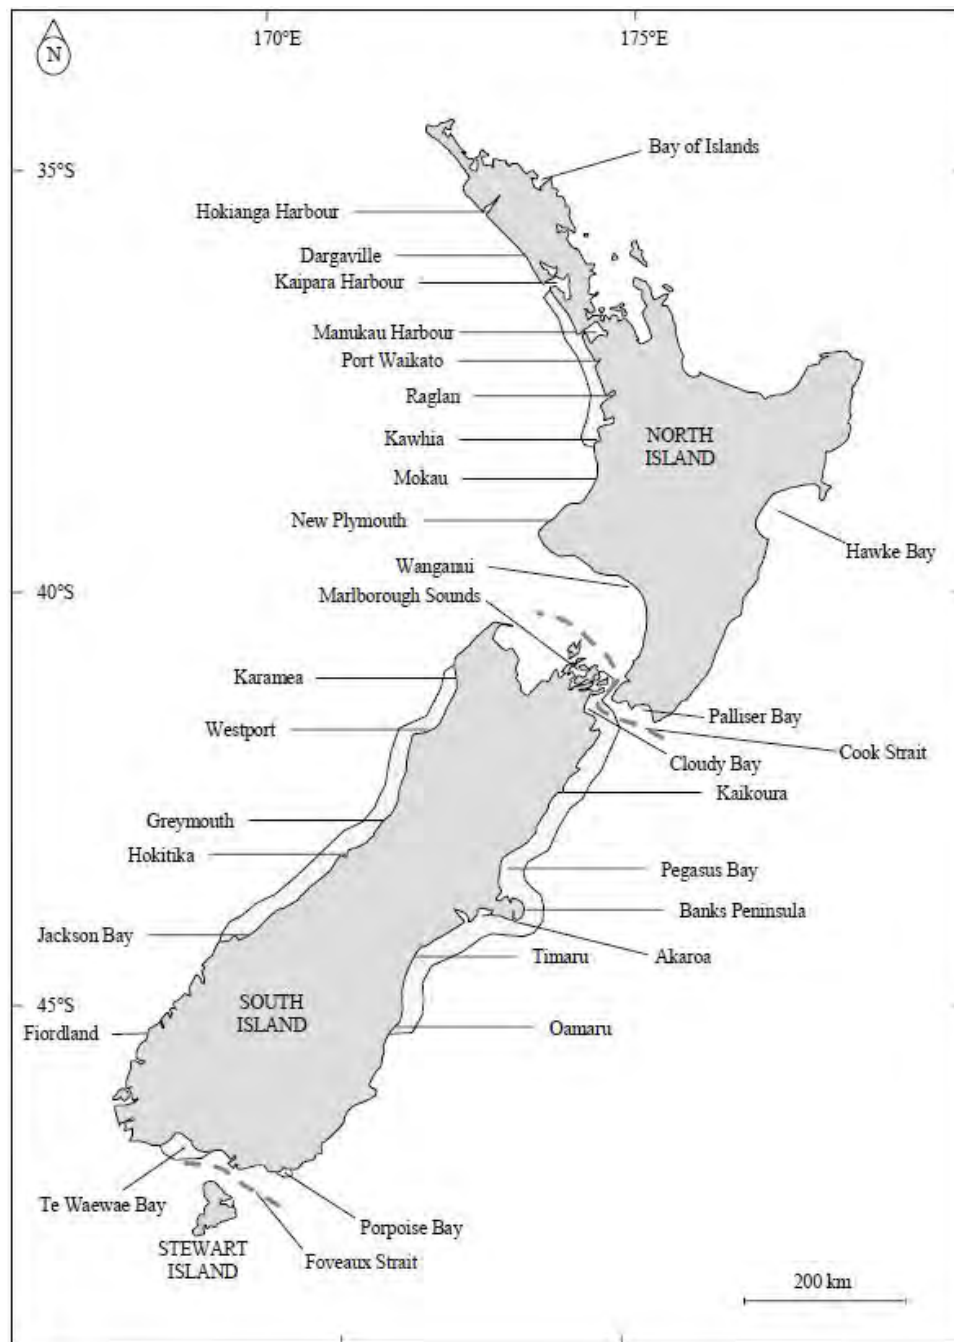 170°E
175°E
N
Bay of Islands
35°S
Hokianga Harbour
Dargaville
Kaipara Harbour
Manukau Harbour
Port Waikato
Raglan
Kawhia
NORTH
ISLAND
Mokau
New Plymouth
Hawke Bay
Wanganui
40°S
Marlborough Sounds
Karamea
Palliser Bay
Westport
Cook Strait
Cloudy Bay
Kaikoura
Greymouth
Hokitika
Pegasus Bay
Banks Peninsula
Jackson Bay
Timaru
Akaroa
45°S
SOUTH
ISLAND
Fiordland
Oamaru
Te Waewae Bay
Porpoise Bay
STEWART
ISLAND
Foveaux Strait
200 km